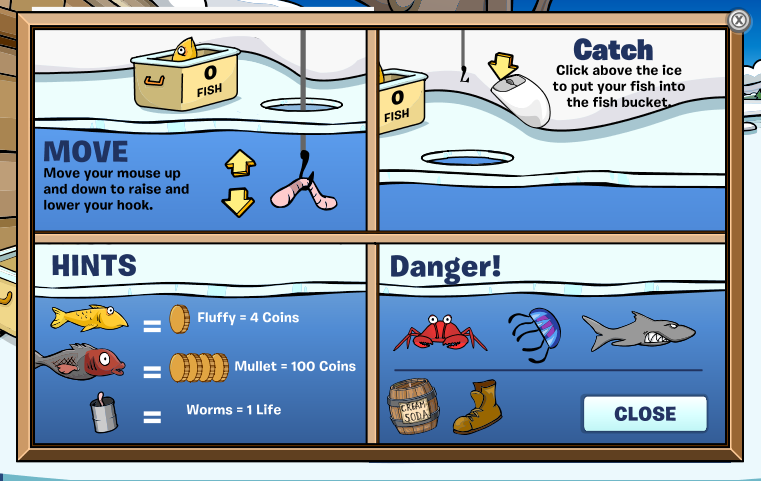 0
FISH
MOVE
Move your mouse up
and down to raise and
lower your hook.
0
FISH
Catch
Click above the ice
to put your fish into
the fish bucket.
HINTS
= Fluffy = 4 Coins
= Mullet = 100 Coins
= Worms = 1 Life
Danger!
CREAM
SODA
CLOSE
X